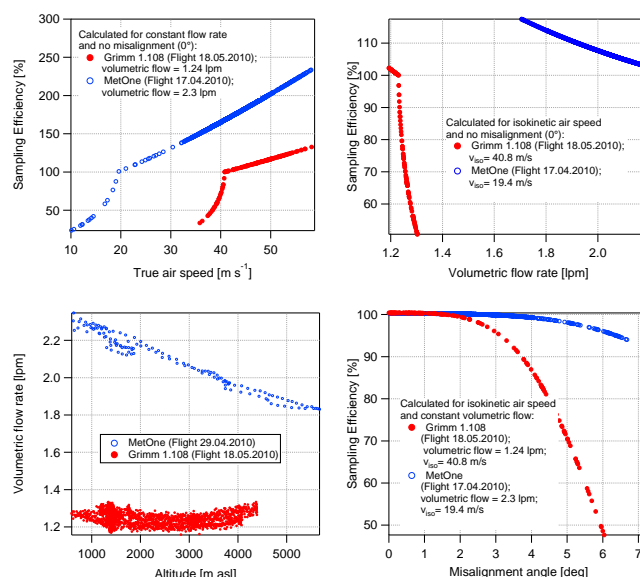 Calculated for constant flow rate
and no misalignment (0°):
Grimm 1.108 (Flight 18.05.2010);
volumetric flow = 1.24 lpm
MetOne (Flight 17.04.2010);
volumetric flow = 2.3 lpm
Sampling Efficiency [%]
300
250
200
150
100
50
10
20
30
40
50
True air speed [m s⁻¹]
Calculated for isokinetic air speed
and no misalignment (0°):
Grimm 1.108 (Flight 18.05.2010);
v_iso= 40.8 m/s
MetOne (Flight 17.04.2010);
v_iso= 19.4 m/s
Sampling Efficiency [%]
110
100
90
80
70
60
1.2
1.4
1.6
1.8
2.0
Volumetric flow rate [lpm]
Volumetric flow rate [lpm]
2.2
2.0
1.8
1.6
1.4
1.2
MetOne (Flight 29.04.2010)
Grimm 1.108 (Flight 18.05.2010)
1000
2000
3000
4000
5000
Altitude [m asl]
Sampling Efficiency [%]
100
90
80
70
60
50
Calculated for isokinetic air speed
and constant volumetric flow:
Grimm 1.108
(Flight 18.05.2010);
volumetric flow = 1.24 lpm;
v_iso= 40.8 m/s
MetOne
(Flight 17.04.2010);
volumetric flow = 2.3 lpm;
v_iso= 19.4 m/s
0
1
2
3
4
5
6
7
Misalignment angle [deg]